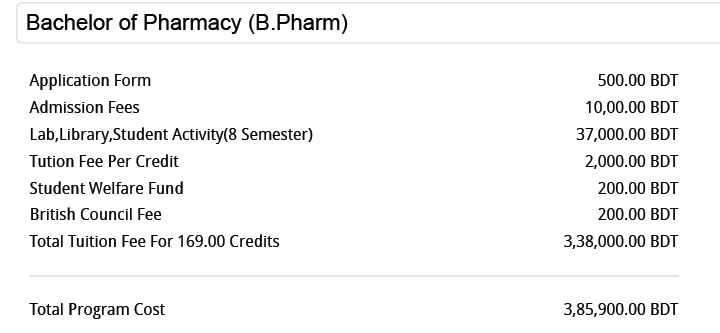 Bachelor of Pharmacy (B.Pharm)
Application Form 500.00 BDT
Admission Fees 10,00.00 BDT
Lab,Library,Student Activity(8 Semester) 37,000.00 BDT
Tution Fee Per Credit 2,000.00 BDT
Student Welfare Fund 200.00 BDT
British Council Fee 200.00 BDT
Total Tuition Fee For 169.00 Credits 3,38,000.00 BDT
Total Program Cost 3,85,900.00 BDT